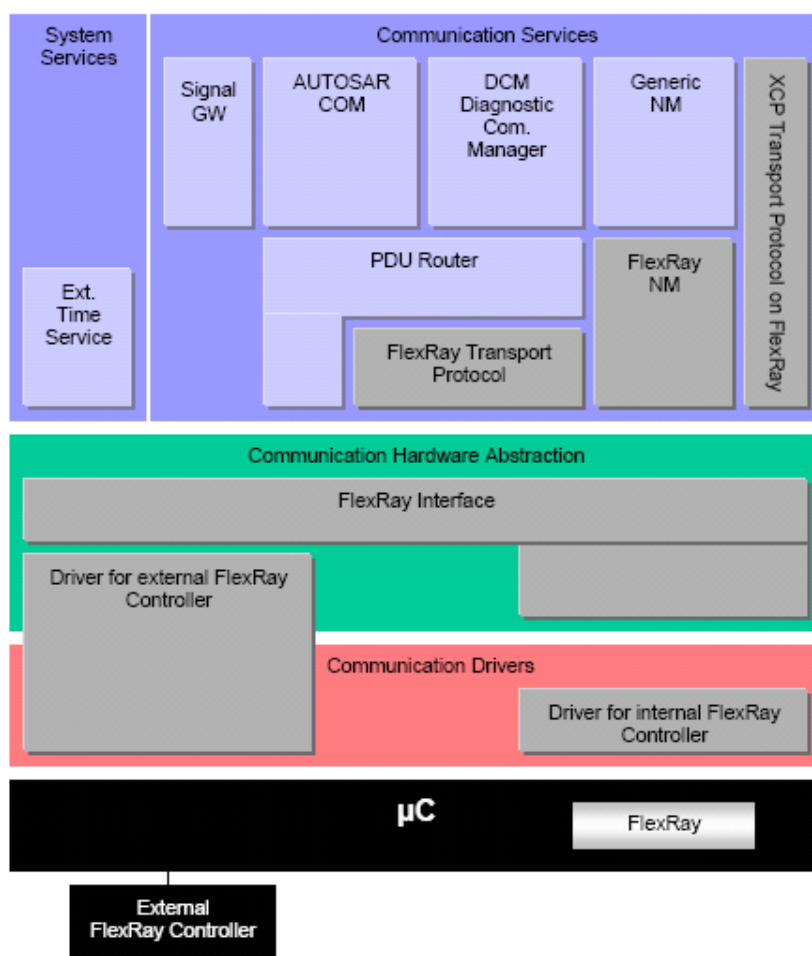 System
Services
Communication Services
Signal
GW
AUTOSAR
COM
DCM
Diagnostic
Com.
Manager
Generic
NM
XCP Transport Protocol on FlexRay
Ext.
Time
Service
PDU Router
FlexRay
NM
FlexRay Transport
Protocol
Communication Hardware Abstraction
FlexRay Interface
Driver for external FlexRay
Controller
Communication Drivers
Driver for internal FlexRay
Controller
µC
FlexRay
External
FlexRay Controller